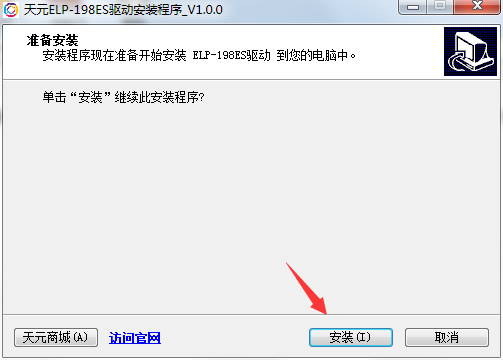 天元ELP-198ES驱动安装程序_V1.0.0
准备安装
安装程序现在准备开始安装 ELP-198ES驱动 到您的电脑中。
单击“安装”继续此安装程序?
天元商城(A) 访问官网 安装(I) 取消